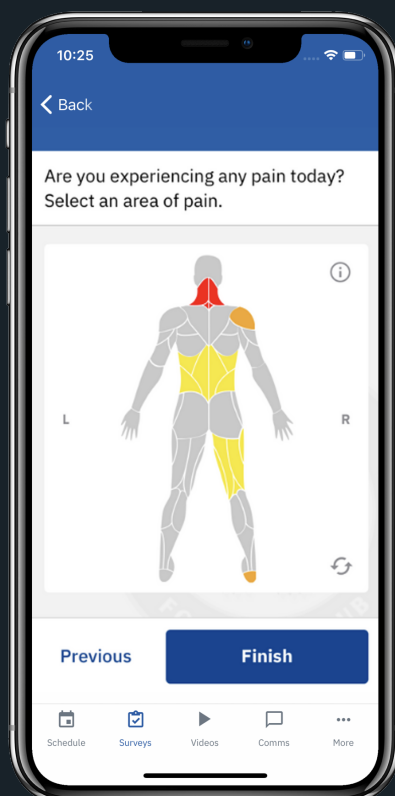 10:25
Back
Are you experiencing any pain today?
Select an area of pain.
L
R
Previous
Finish
Schedule
Surveys
Videos
Comms
More